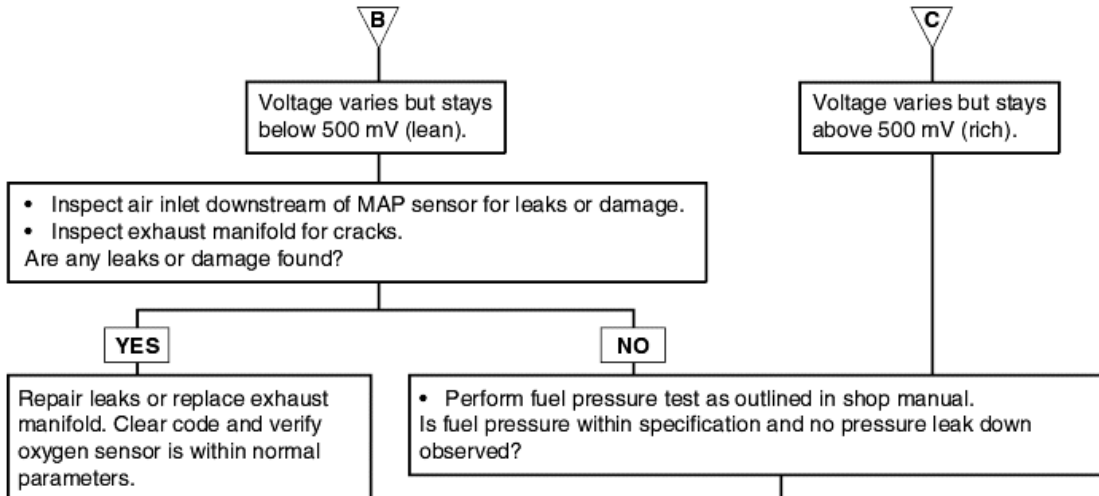 B
C
Voltage varies but stays
below 500 mV (lean).
Voltage varies but stays
above 500 mV (rich).
• Inspect air inlet downstream of MAP sensor for leaks or damage.
• Inspect exhaust manifold for cracks.
Are any leaks or damage found?
YES
NO
Repair leaks or replace exhaust
manifold. Clear code and verify
oxygen sensor is within normal
parameters.
• Perform fuel pressure test as outlined in shop manual.
Is fuel pressure within specification and no pressure leak down
observed?